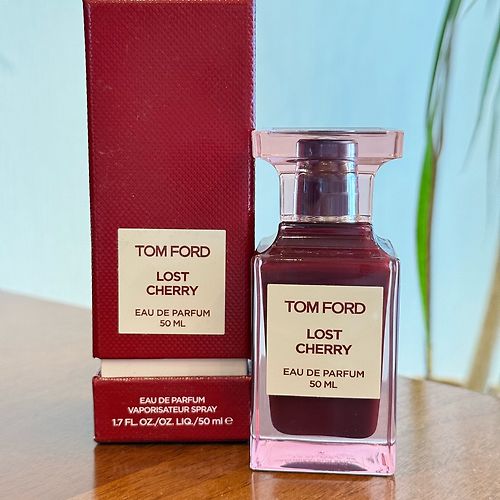 TOM FORD
LOST
CHERRY
EAU DE PARFUM
50 ML
EAU DE PARFUM
VAPORISATEUR SPRAY
1.7 FL. OZ./OZ. LIQ./50 ml ℮
TOM FORD
LOST
CHERRY
EAU DE PARFUM
50 ML